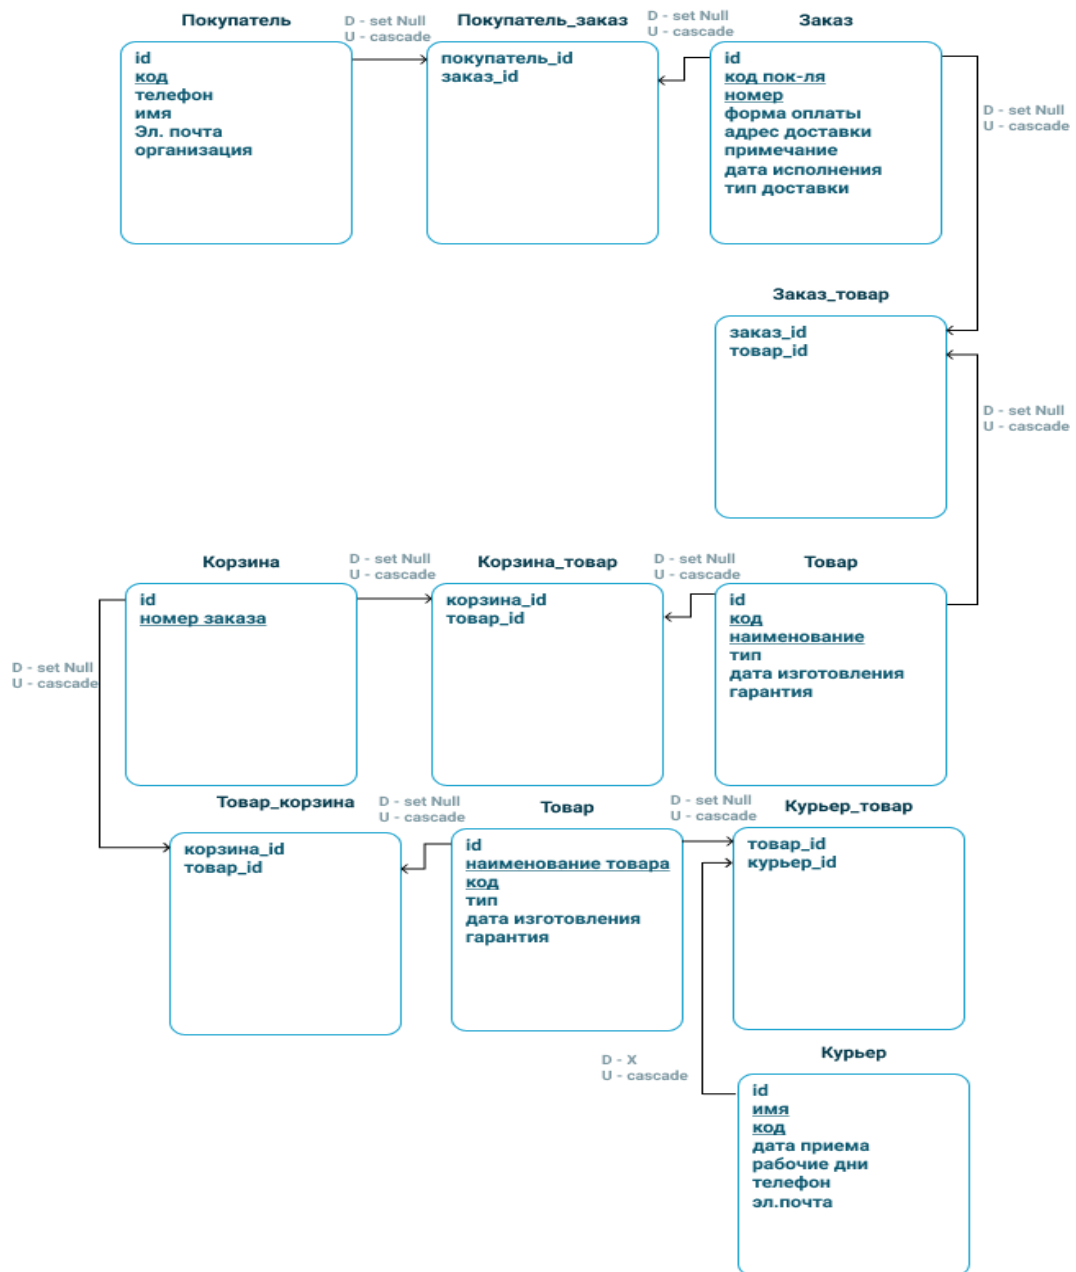 Покупатель
D - set Null
U - cascade
Покупатель_заказ
D - set Null
U - cascade
Заказ
id
код
телефон
имя
Эл. почта
организация
покупатель_id
заказ_id
id
код пок-ля
номер
форма оплаты
адрес доставки
примечание
дата исполнения
тип доставки
D - set Null
U - cascade
Заказ_товар
заказ_id
товар_id
D - set Null
U - cascade
Корзина
D - set Null
U - cascade
Корзина_товар
D - set Null
U - cascade
Товар
id
номер заказа
корзина_id
товар_id
id
код
наименование
тип
дата изготовления
гарантия
D - set Null
U - cascade
Товар_корзина
D - set Null
U - cascade
Товар
D - set Null
U - cascade
Курьер_товар
корзина_id
товар_id
id
наименование товара
код
тип
дата изготовления
гарантия
товар_id
курьер_id
D - X
U - cascade
Курьер
id
имя
код
дата приема
рабочие дни
телефон
эл.почта